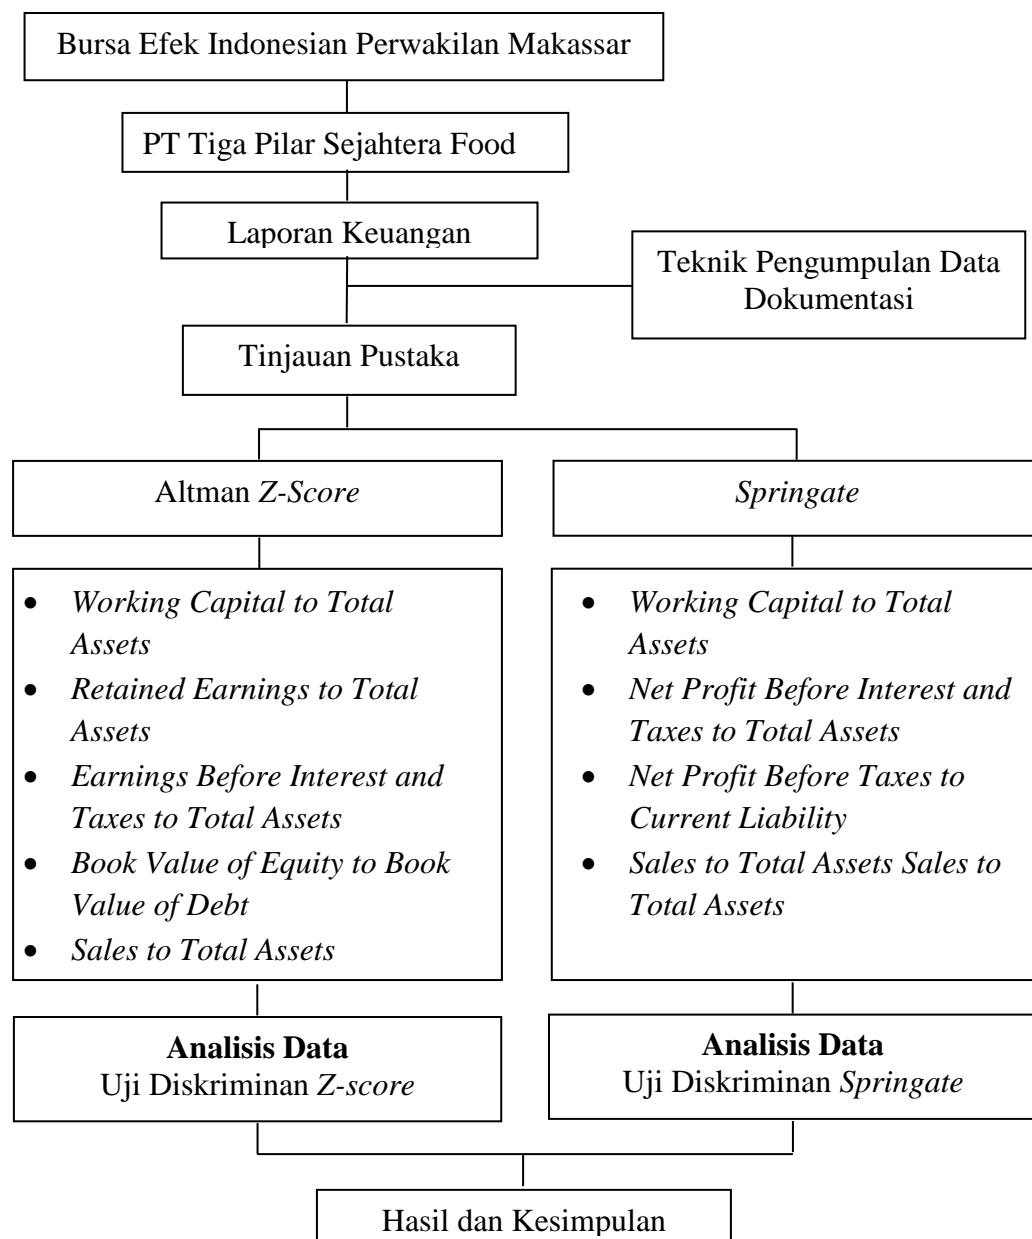 Bursa Efek Indonesian Perwakilan Makassar
PT Tiga Pilar Sejahtera Food
Laporan Keuangan
Teknik Pengumpulan Data
Dokumentasi
Tinjauan Pustaka
Altman Z-Score
Springate
• Working Capital to Total
Assets
• Retained Earnings to Total
Assets
• Earnings Before Interest and
Taxes to Total Assets
• Book Value of Equity to Book
Value of Debt
• Sales to Total Assets
• Working Capital to Total
Assets
• Net Profit Before Interest and
Taxes to Total Assets
• Net Profit Before Taxes to
Current Liability
• Sales to Total Assets Sales to
Total Assets
Analisis Data
Uji Diskriminan Z-score
Analisis Data
Uji Diskriminan Springate
Hasil dan Kesimpulan